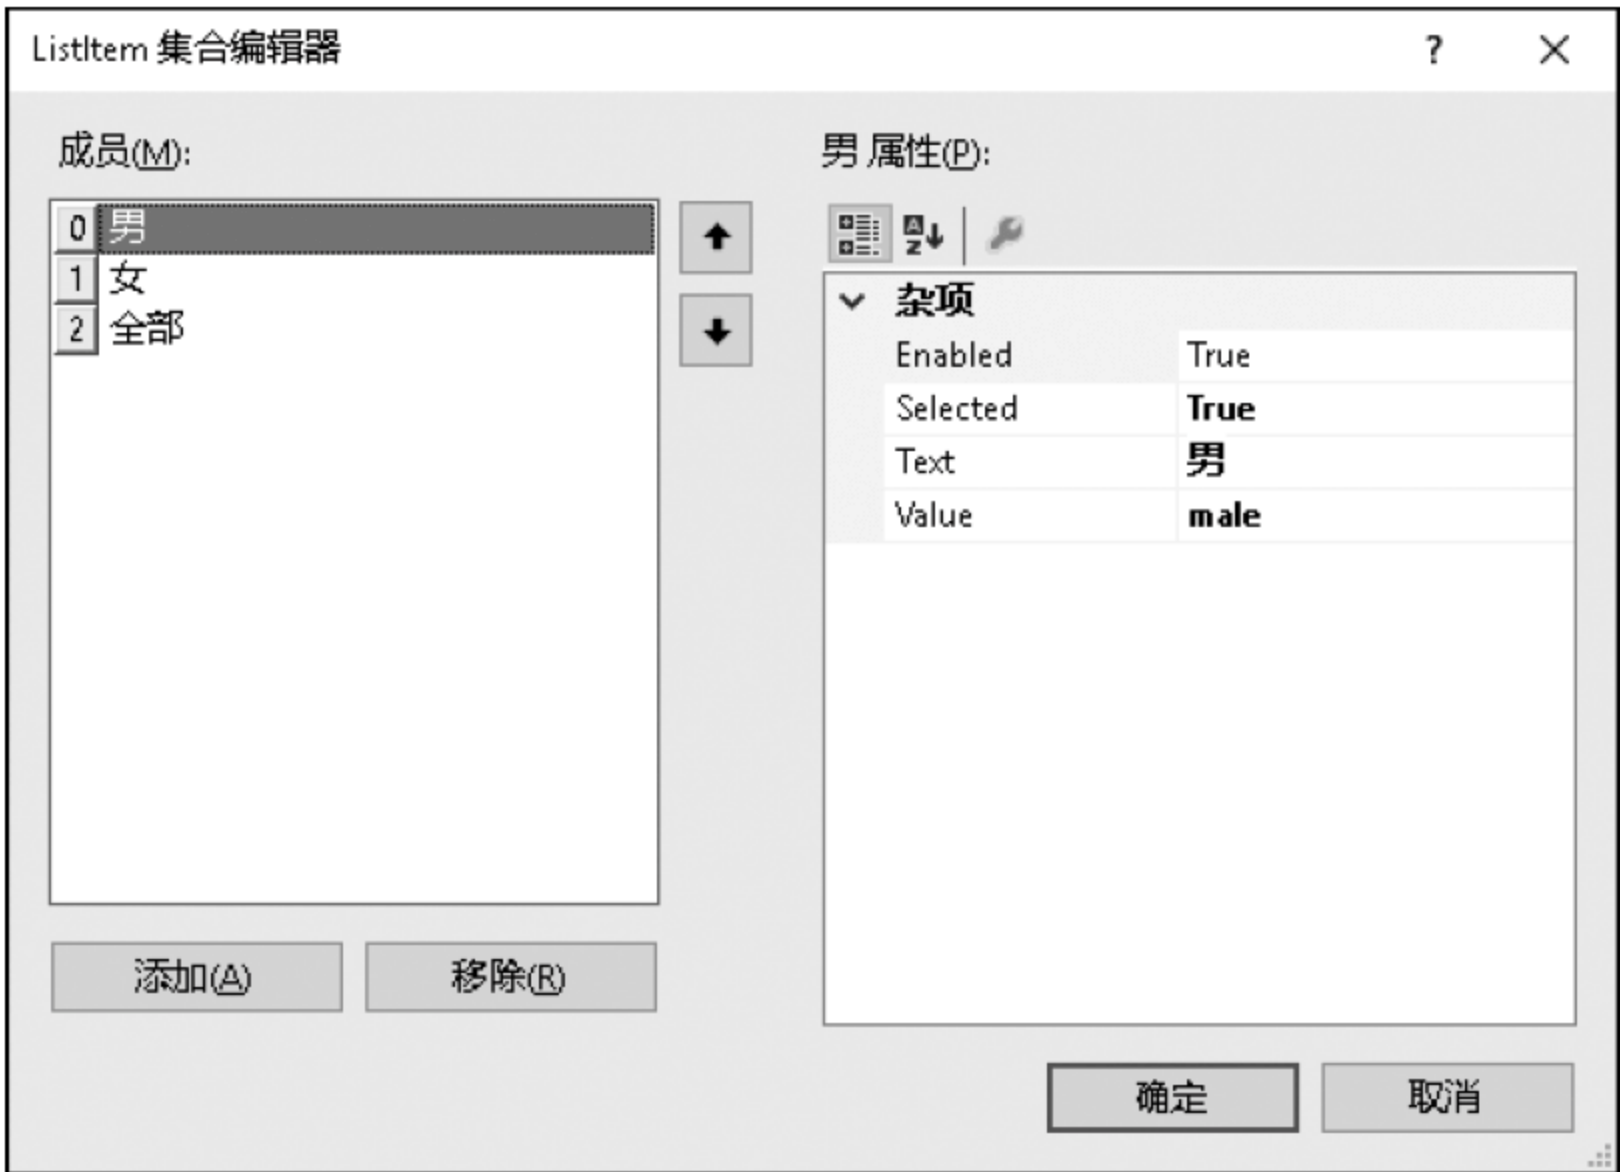 ListItem 集合编辑器
?
成员(M):
0 男
1 女
2 全部
添加(A)
移除(R)
男 属性(P):
杂项
Enabled True
Selected True
Text 男
Value male
确定
取消